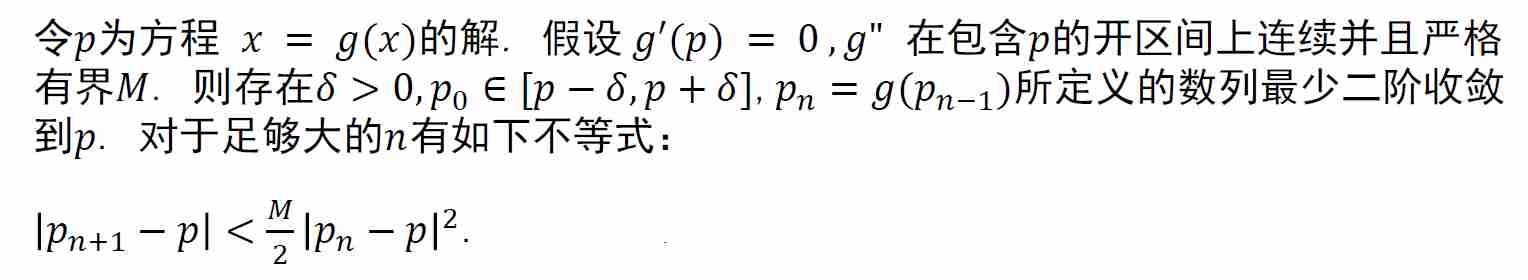 令p为方程 x = g(x)的解. 假设 g′(p) = 0 ,g" 在包含p的开区间上连续并且严格
有界M. 则存在δ > 0, p₀ ∈ [p − δ, p + δ], pₙ = g(pₙ₋₁)所定义的数列最少二阶收敛
到p. 对于足够大的n有如下不等式：
|pₙ₊₁ − p| < M/2 |pₙ − p|².